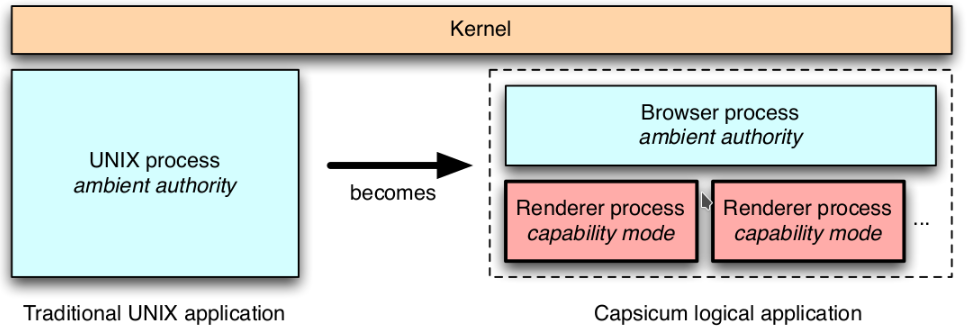 Kernel
UNIX process
ambient authority
becomes
Browser process
ambient authority
Renderer process
capability mode
Renderer process
capability mode
...
Traditional UNIX application
Capsicum logical application